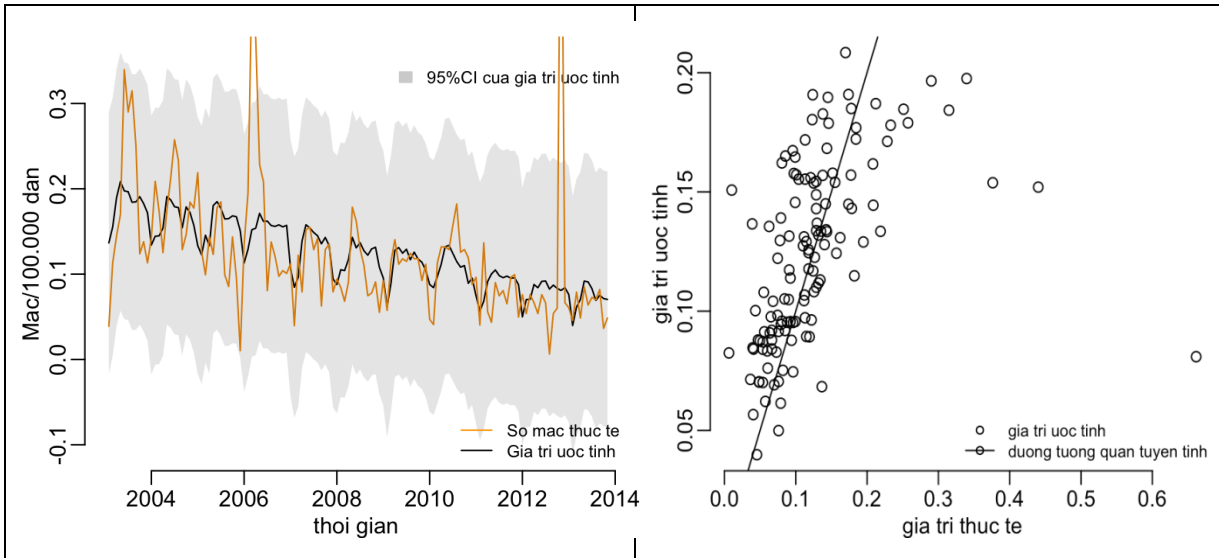 95%CI cua gia tri uoc tinh
Mac/100.000 dan
0.3
0.2
0.1
0.0
-0.1
So mac thuc te
Gia tri uoc tinh
2004 2006 2008 2010 2012 2014
thoi gian
gia tri uoc tinh
0.20
0.15
0.10
0.05
gia tri uoc tinh
duong tuong quan tuyen tinh
0.0 0.1 0.2 0.3 0.4 0.5 0.6
gia tri thuc te